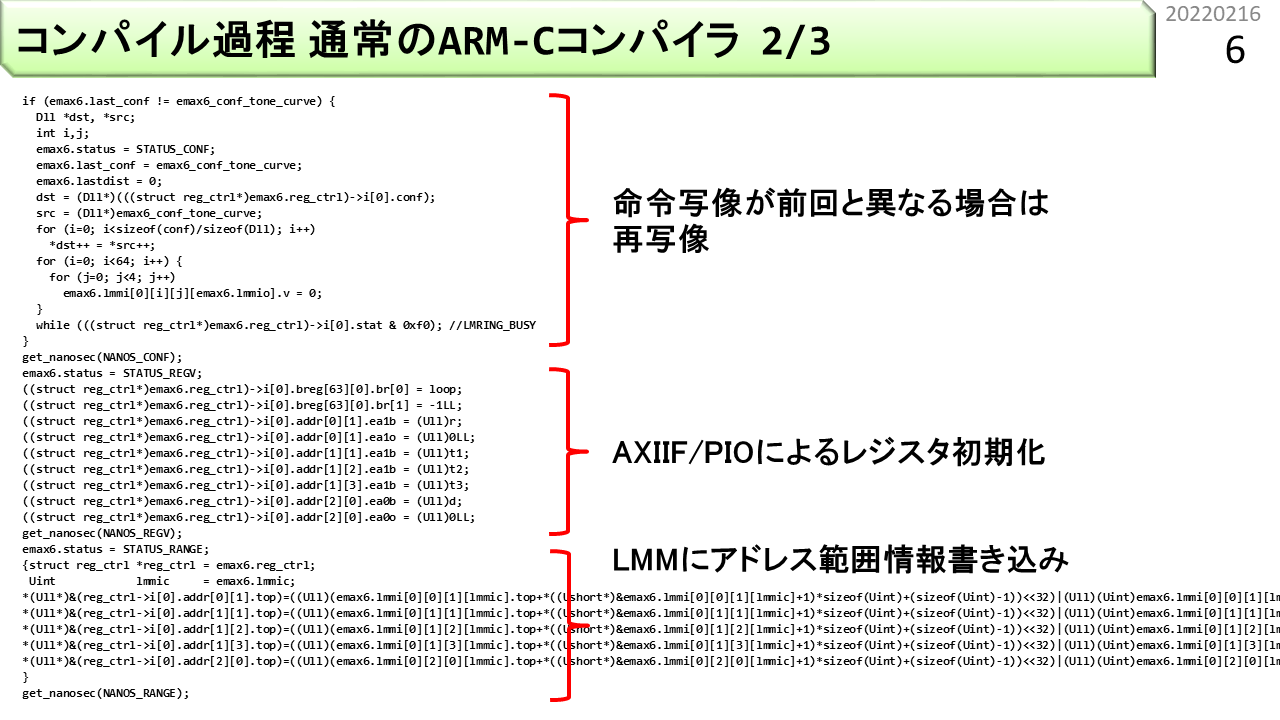 コンパイル過程 通常のARM-Cコンパイラ 2/3
20220216
6
if (emax6.last_conf != emax6_conf_tone_curve) {
  Dll *dst, *src;
  int i,j;
  emax6.status = STATUS_CONF;
  emax6.last_conf = emax6_conf_tone_curve;
  emax6.lastdist = 0;
  dst = (Dll*)(((struct reg_ctrl*)emax6.reg_ctrl)->i[0].conf);
  src = (Dll*)emax6_conf_tone_curve;
  for (i=0; i<sizeof(conf)/sizeof(Dll); i++)
    *dst++ = *src++;
  for (i=0; i<64; i++) {
    for (j=0; j<4; j++)
      emax6.lmmi[0][i][j][emax6.lmmio].v = 0;
  }
  while (((struct reg_ctrl*)emax6.reg_ctrl)->i[0].stat & 0xf0); //LMRING_BUSY
}
命令写像が前回と異なる場合は
再写像
get_nanosec(NANOS_CONF);
emax6.status = STATUS_REGV;
((struct reg_ctrl*)emax6.reg_ctrl)->i[0].breg[63][0].br[0] = loop;
((struct reg_ctrl*)emax6.reg_ctrl)->i[0].breg[63][0].br[1] = -1LL;
((struct reg_ctrl*)emax6.reg_ctrl)->i[0].addr[0][1].ea1b = (Ull)r;
((struct reg_ctrl*)emax6.reg_ctrl)->i[0].addr[0][1].ea1o = (Ull)0LL;
((struct reg_ctrl*)emax6.reg_ctrl)->i[0].addr[1][1].ea1b = (Ull)t1;
((struct reg_ctrl*)emax6.reg_ctrl)->i[0].addr[1][2].ea1b = (Ull)t2;
((struct reg_ctrl*)emax6.reg_ctrl)->i[0].addr[1][3].ea1b = (Ull)t3;
((struct reg_ctrl*)emax6.reg_ctrl)->i[0].addr[2][0].ea0b = (Ull)d;
((struct reg_ctrl*)emax6.reg_ctrl)->i[0].addr[2][0].ea0o = (Ull)0LL;
get_nanosec(NANOS_REGV);
AXIIF/PIOによるレジスタ初期化
emax6.status = STATUS_RANGE;
{struct reg_ctrl *reg_ctrl = emax6.reg_ctrl;
 Uint            lmmic     = emax6.lmmic;
*(Ull*)&(reg_ctrl->i[0].addr[0][1].top)=((Ull)(emax6.lmmi[0][0][1][lmmic].top+*((Ushort*)&emax6.lmmi[0][0][1][lmmic]+1)*sizeof(Uint)+(sizeof(Uint)-1))<<32)|(Ull)(Uint)emax6.lmmi[0][0][1][lm
*(Ull*)&(reg_ctrl->i[0].addr[1][1].top)=((Ull)(emax6.lmmi[0][1][1][lmmic].top+*((Ushort*)&emax6.lmmi[0][1][1][lmmic]+1)*sizeof(Uint)+(sizeof(Uint)-1))<<32)|(Ull)(Uint)emax6.lmmi[0][1][1][lm
*(Ull*)&(reg_ctrl->i[0].addr[1][2].top)=((Ull)(emax6.lmmi[0][1][2][lmmic].top+*((Ushort*)&emax6.lmmi[0][1][2][lmmic]+1)*sizeof(Uint)+(sizeof(Uint)-1))<<32)|(Ull)(Uint)emax6.lmmi[0][1][2][lm
*(Ull*)&(reg_ctrl->i[0].addr[1][3].top)=((Ull)(emax6.lmmi[0][1][3][lmmic].top+*((Ushort*)&emax6.lmmi[0][1][3][lmmic]+1)*sizeof(Uint)+(sizeof(Uint)-1))<<32)|(Ull)(Uint)emax6.lmmi[0][1][3][lm
*(Ull*)&(reg_ctrl->i[0].addr[2][0].top)=((Ull)(emax6.lmmi[0][2][0][lmmic].top+*((Ushort*)&emax6.lmmi[0][2][0][lmmic]+1)*sizeof(Uint)+(sizeof(Uint)-1))<<32)|(Ull)(Uint)emax6.lmmi[0][2][0][lm
}
get_nanosec(NANOS_RANGE);
LMMにアドレス範囲情報書き込み